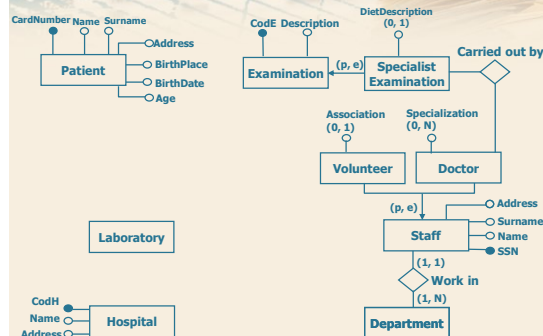 CardNumber Name Surname
Address
BirthPlace
BirthDate
Age
Patient
CodE Description
Examination
(p, e)
DietDescription
(0, 1)
Specialist
Examination
Carried out by
Association
(0, 1)
Specialization
(0, N)
Volunteer
Doctor
(p, e)
Address
Surname
Name
SSN
Staff
Laboratory
(1, 1)
Work in
(1, N)
CodH
Name
Address
Hospital
Department